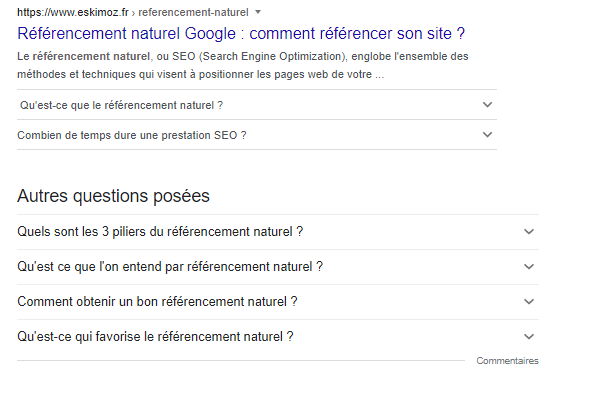 https://www.eskimoz.fr › referencement-naturel
Référencement naturel Google : comment référencer son site ?
Le référencement naturel, ou SEO (Search Engine Optimization), englobe l'ensemble des
méthodes et techniques qui visent à positionner les pages web de votre ...
Qu'est-ce que le référencement naturel ?
Combien de temps dure une prestation SEO ?
Autres questions posées
Quels sont les 3 piliers du référencement naturel ?
Qu'est ce que l'on entend par référencement naturel ?
Comment obtenir un bon référencement naturel ?
Qu'est-ce qui favorise le référencement naturel ?
Commentaires